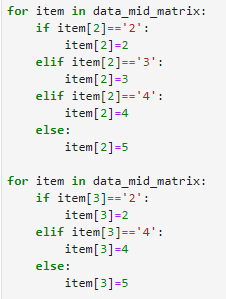 for item in data_mid_matrix:
    if item[2]=='2':
        item[2]=2
    elif item[2]=='3':
        item[2]=3
    elif item[2]=='4':
        item[2]=4
    else:
        item[2]=5

for item in data_mid_matrix:
    if item[3]=='2':
        item[3]=2
    elif item[3]=='4':
        item[3]=4
    else:
        item[3]=5